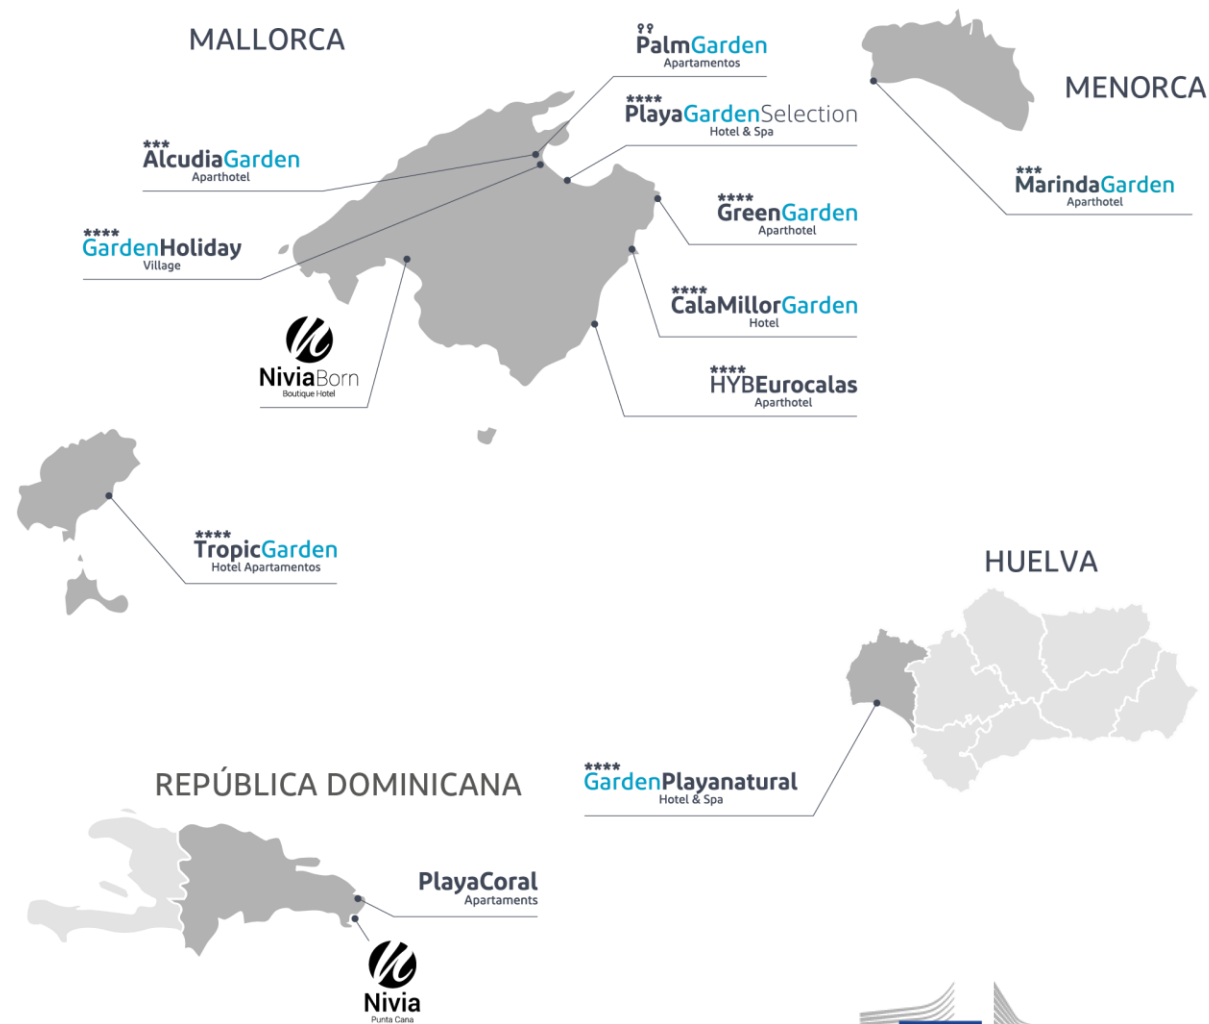 MALLORCA
PalmGarden
Apartamentos
MENORCA
****
PlayaGardenSelection
Hotel & Spa
***
AlcudiaGarden
Aparthotel
***
MarindaGarden
Aparthotel
****
GreenGarden
Aparthotel
****
GardenHoliday
Village
****
CalaMillorGarden
Hotel
NiviaBorn
Boutique Hotel
****
HYBEurocalas
Aparthotel
****
TropicGarden
Hotel Apartamentos
HUELVA
****
GardenPlayanatural
Hotel & Spa
REPÚBLICA DOMINICANA
PlayaCoral
Apartaments
Nivia
Punta Cana